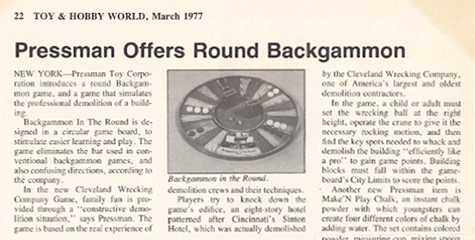 22 TOY & HOBBY WORLD, March 1977
Pressman Offers Round Backgammon
NEW YORK—Pressman Toy Corpo-
ration introduces a round Backgam-
mon game, and a game that simulates
the professional demolition of a build-
ing.
Backgammon In The Round is de-
signed in a circular game board, to
stimulate easier learning and play. The
game eliminates the bar used in con-
ventional backgammon games, and
also confusing directions, according to
the company.
In the new Cleveland Wrecking
Company Game, family fun is pro-
vided through a "constructive demo-
lition situation," says Pressman. The
game is based on the real experience of
Backgammon in the Round.
demolition crews and their techniques.
Players try to knock down the
game's edifice, an eight-story hotel
patterned after Cincinnati's Sinton
Hotel, which was actually demolished
by the Cleveland Wrecking Company,
one of America's largest and oldest
demolition contractors.
In the game, a child or adult must
set the wrecking ball at the right
height, operate the crane to give it the
necessary rocking motion, and then
find the key spots needed to whack and
demolish the building "efficiently like
a pro" to gain game points. Building
blocks must fall within the game-
board's City Limits to score the points.
Another new Pressman item is
Make'N Play Chalk, an instant chalk
powder with which youngsters can
create four different colors of chalk by
adding water. The set contains colored
powder, measuring cup, mixing spoon